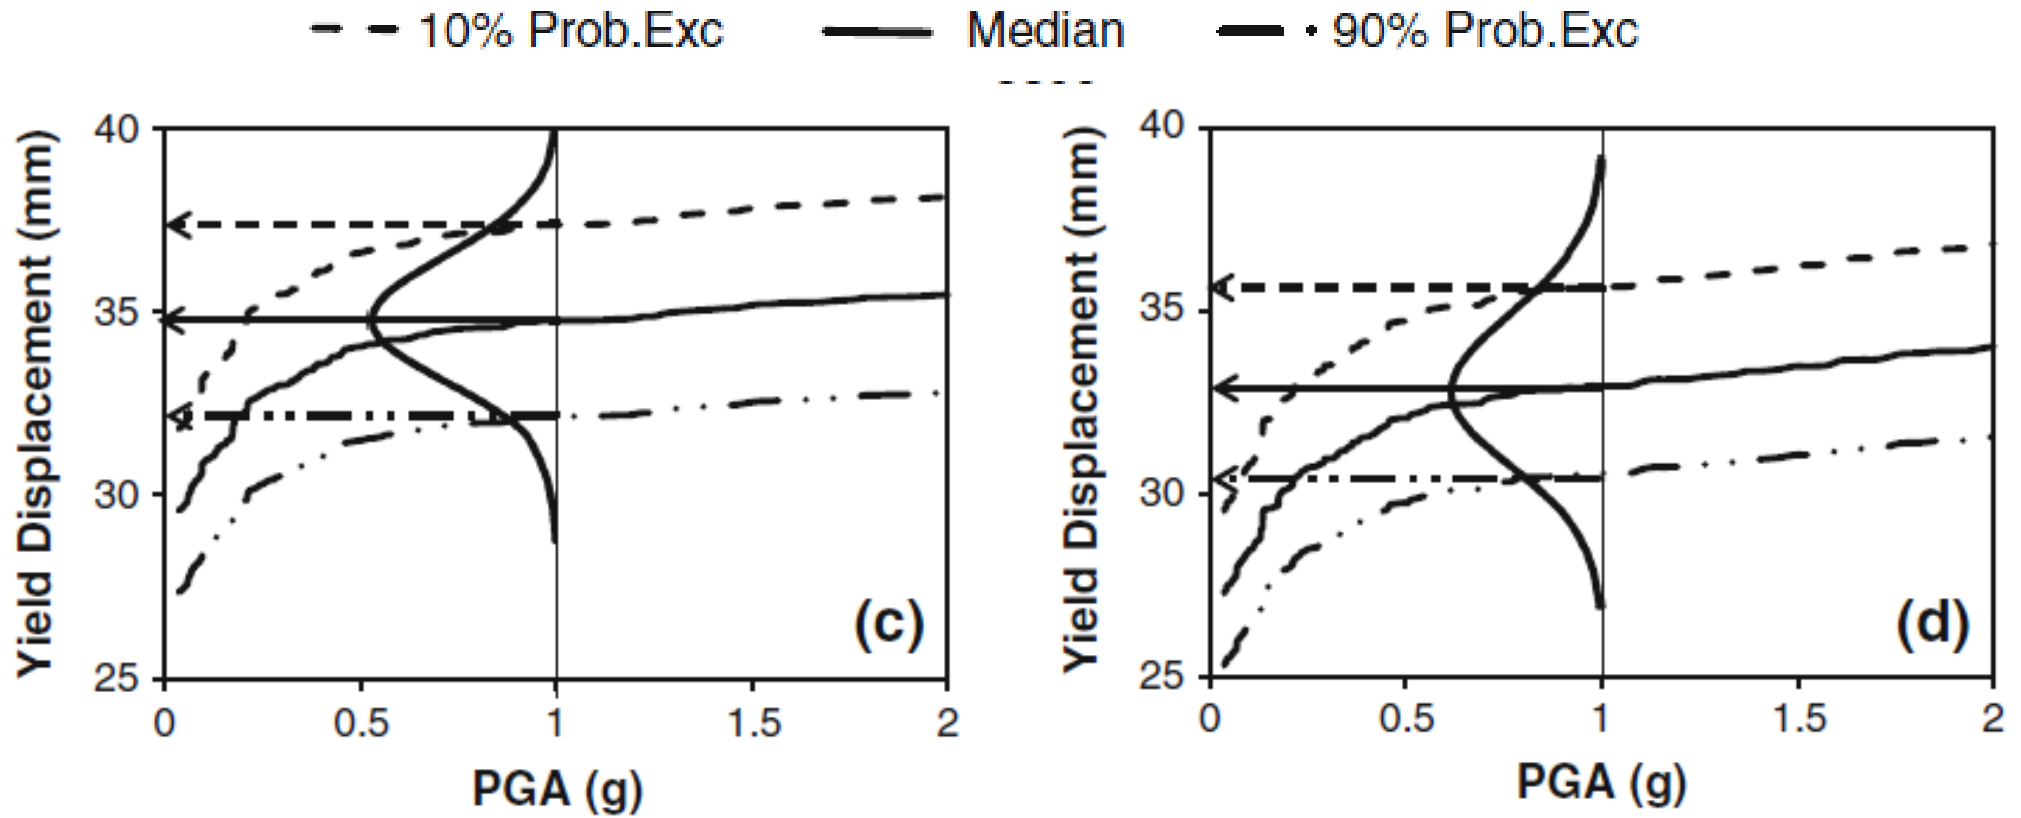 10% Prob.Exc Median 90% Prob.Exc
Yield Displacement (mm)
40
35
30
25
0 0.5 1 1.5 2
PGA (g)
(c)
Yield Displacement (mm)
40
35
30
25
0 0.5 1 1.5 2
PGA (g)
(d)